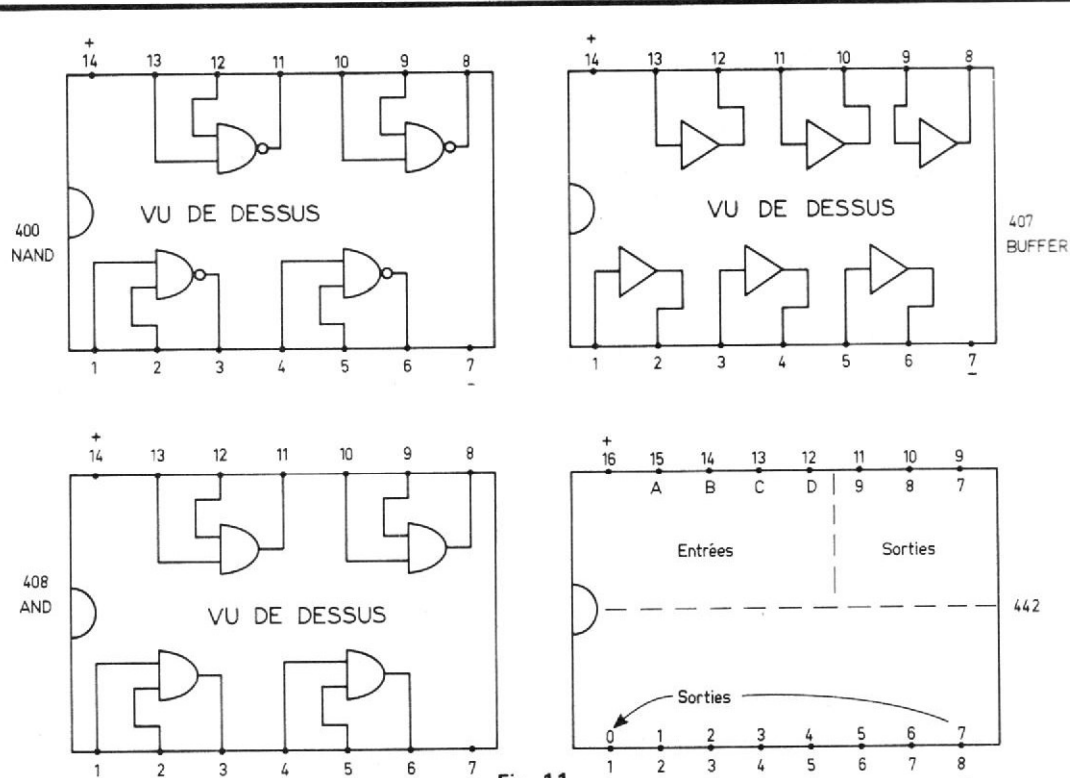 +
14 13 12 11 10 9 8
400
NAND
VU DE DESSUS
1 2 3 4 5 6 7
–
+
14 13 12 11 10 9 8
VU DE DESSUS
407
BUFFER
1 2 3 4 5 6 7
–
+
14 13 12 11 10 9 8
408
AND
VU DE DESSUS
1 2 3 4 5 6 7
+
16 15 14 13 12 11 10 9
A B C D 9 8 7
Entrées Sorties
442
Sorties
0 1 2 3 4 5 6 7
1 2 3 4 5 6 7 8